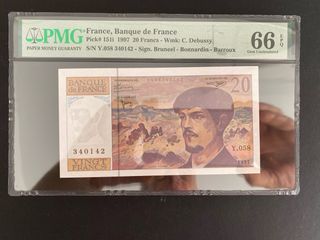 PMG
PAPER MONEY GUARANTY
France, Banque de France
Pick# 151i 1997 20 Francs - Wmk: C. Debussy
S/N Y.058 340142 - Sign. Bruneel - Bonnardin - Barroux
66 EPQ
Gem Uncirculated
BANQUE DE FRANCE
20
340142
Y.058
VINGT FRANCS
1997